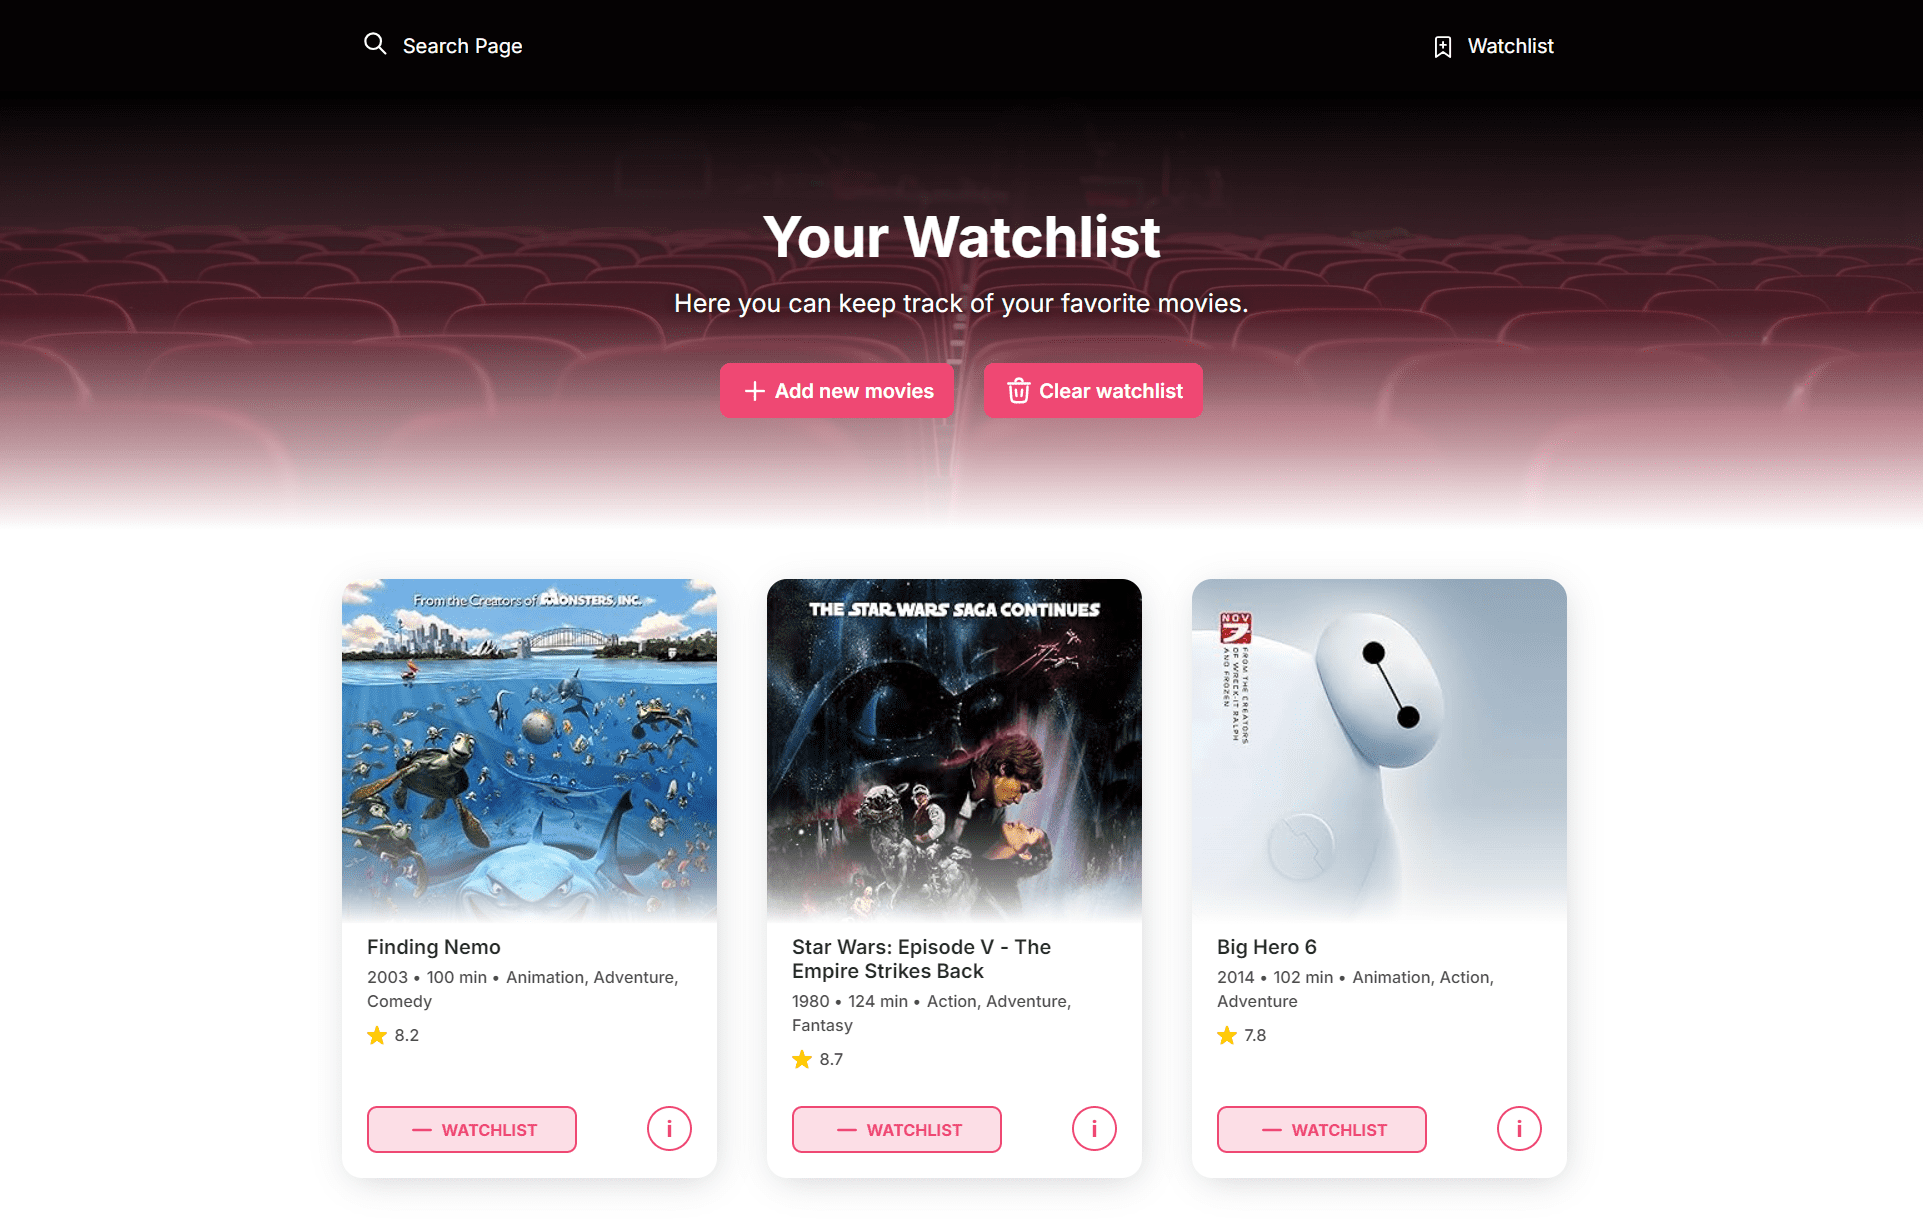 Search Page
Watchlist
Your Watchlist
Here you can keep track of your favorite movies.
Add new movies
Clear watchlist
From the Creators of MONSTERS, INC.
THE STAR WARS SAGA CONTINUES
NOV
7
FROM THE CREATORS
OF WRECK-IT RALPH
AND FROZEN
Finding Nemo
2003 • 100 min • Animation, Adventure,
Comedy
8.2
— WATCHLIST
i
Star Wars: Episode V - The
Empire Strikes Back
1980 • 124 min • Action, Adventure,
Fantasy
8.7
— WATCHLIST
i
Big Hero 6
2014 • 102 min • Animation, Action,
Adventure
7.8
— WATCHLIST
i